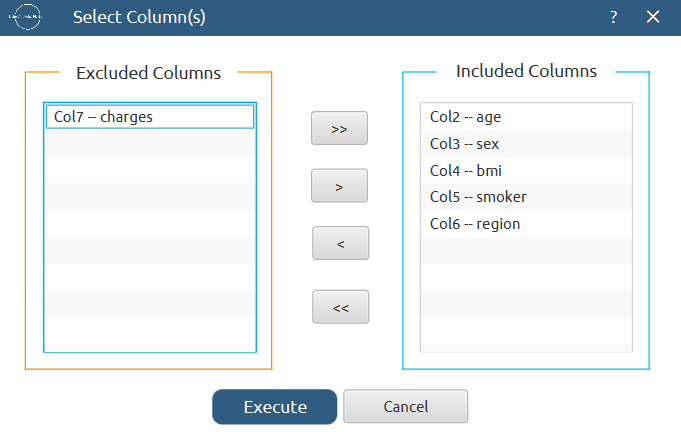 Select Column(s)
?
Excluded Columns
Included Columns
Col7 -- charges
>>
>
<
<<
Col2 -- age
Col3 -- sex
Col4 -- bmi
Col5 -- smoker
Col6 -- region
Execute
Cancel